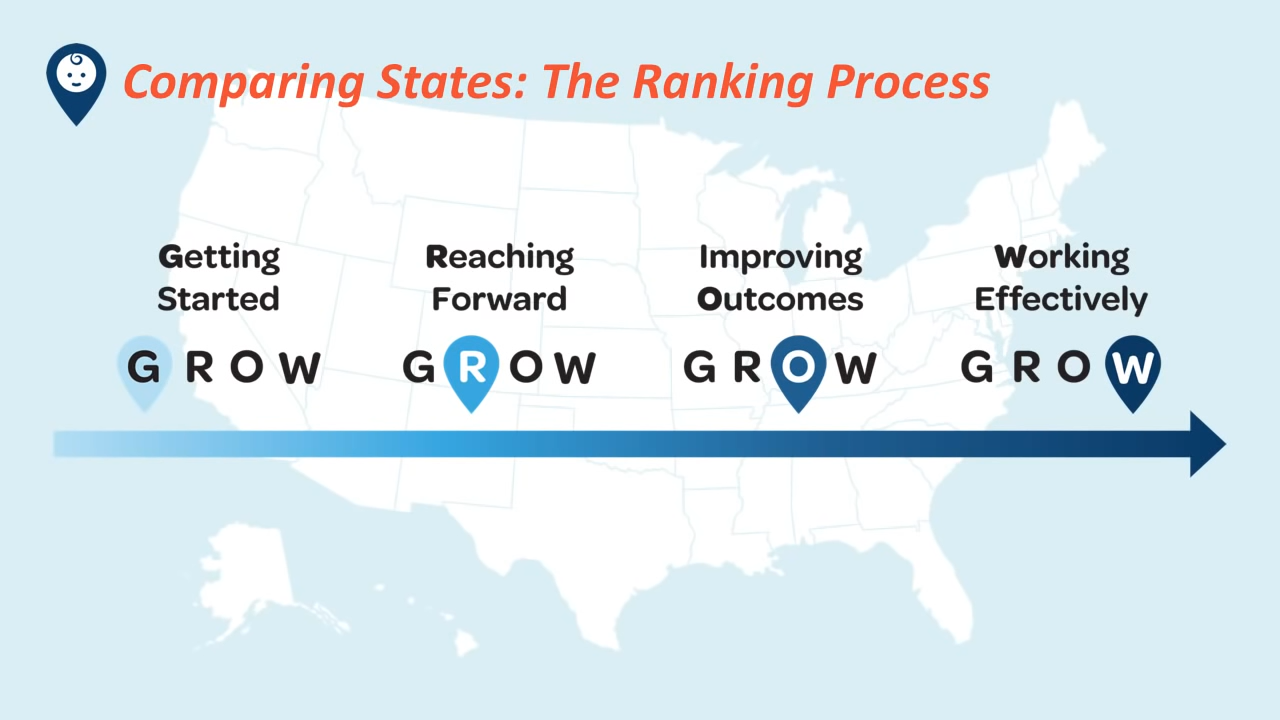 Comparing States: The Ranking Process
Getting
Started
Reaching
Forward
Improving
Outcomes
Working
Effectively
G R O W
G R O W
G R O W
G R O W